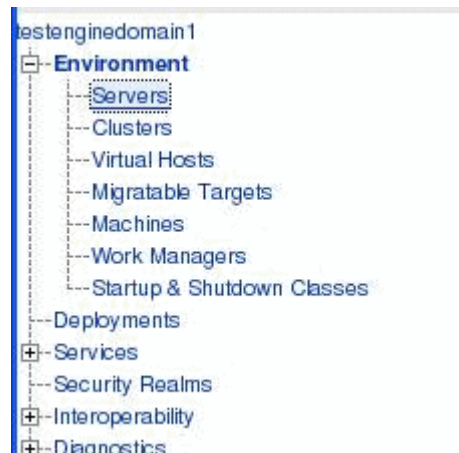 testenginedomain1
Environment
Servers
Clusters
Virtual Hosts
Migratable Targets
Machines
Work Managers
Startup & Shutdown Classes
Deployments
Services
Security Realms
Interoperability
Diagnostics